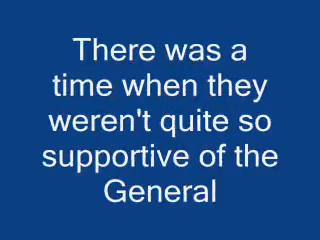 There was a
time when they
weren't quite so
supportive of the
General